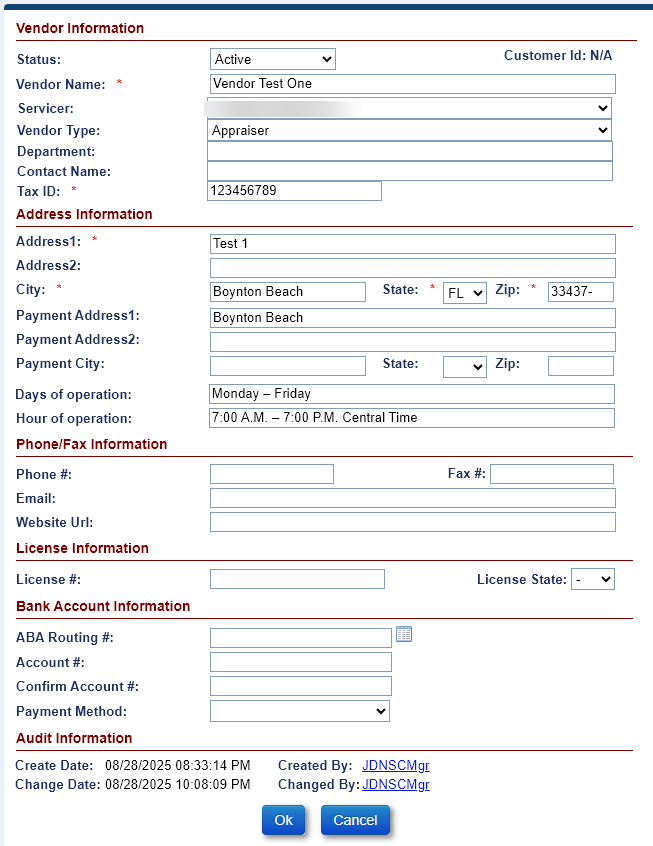 Vendor Information
Status: Active Customer Id: N/A
Vendor Name: * Vendor Test One
Servicer:
Vendor Type: Appraiser
Department:
Contact Name:
Tax ID: * 123456789
Address Information
Address1: * Test 1
Address2:
City: * Boynton Beach State: * FL Zip: * 33437-
Payment Address1: Boynton Beach
Payment Address2:
Payment City: State: Zip:
Days of operation: Monday – Friday
Hour of operation: 7:00 A.M. – 7:00 P.M. Central Time
Phone/Fax Information
Phone #: Fax #:
Email:
Website Url:
License Information
License #: License State: -
Bank Account Information
ABA Routing #:
Account #:
Confirm Account #:
Payment Method:
Audit Information
Create Date: 08/28/2025 08:33:14 PM Created By: JDNSCMgr
Change Date: 08/28/2025 10:08:09 PM Changed By: JDNSCMgr
Ok Cancel